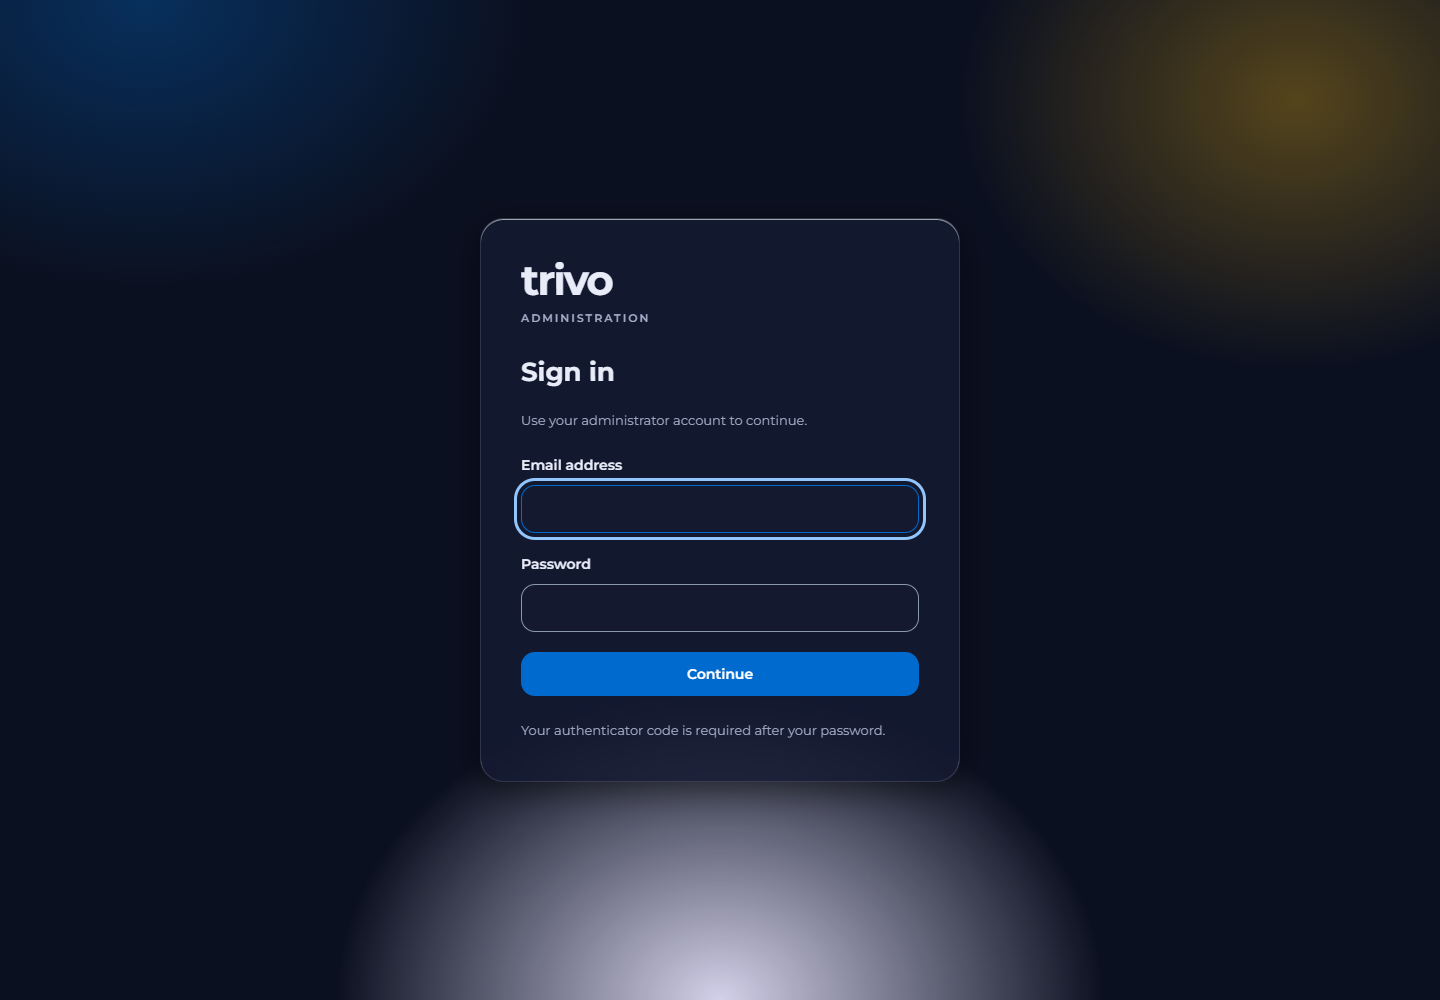 trivo
ADMINISTRATION
Sign in
Use your administrator account to continue.
Email address
Password
Continue
Your authenticator code is required after your password.